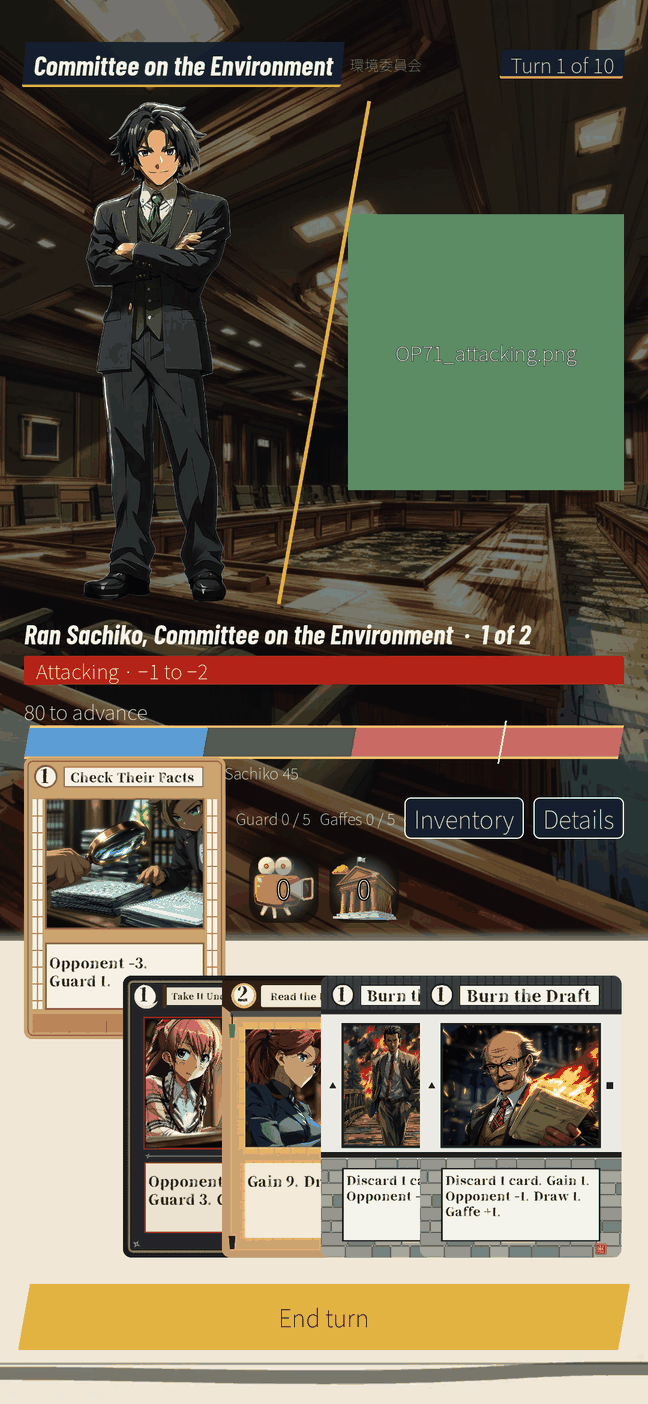 Committee on the Environment
環境委員会
Turn 1 of 10
OP71_attacking.png
Ran Sachiko, Committee on the Environment · 1 of 2
Attacking · −1 to −2
80 to advance
Sachiko 45
Guard 0 / 5 Gaffes 0 / 5
Inventory
Details
0
0
1
Check Their Facts
Opponent -3.
Guard 1.
1
Take It
Opponent
Guard 3.
2
Read the
Gain 9.
1
Burn
Discard 1
Opponent
1
Burn the Draft
Discard 1 card. Gain 1.
Opponent -1. Draw 1.
Gaffe +1.
End turn